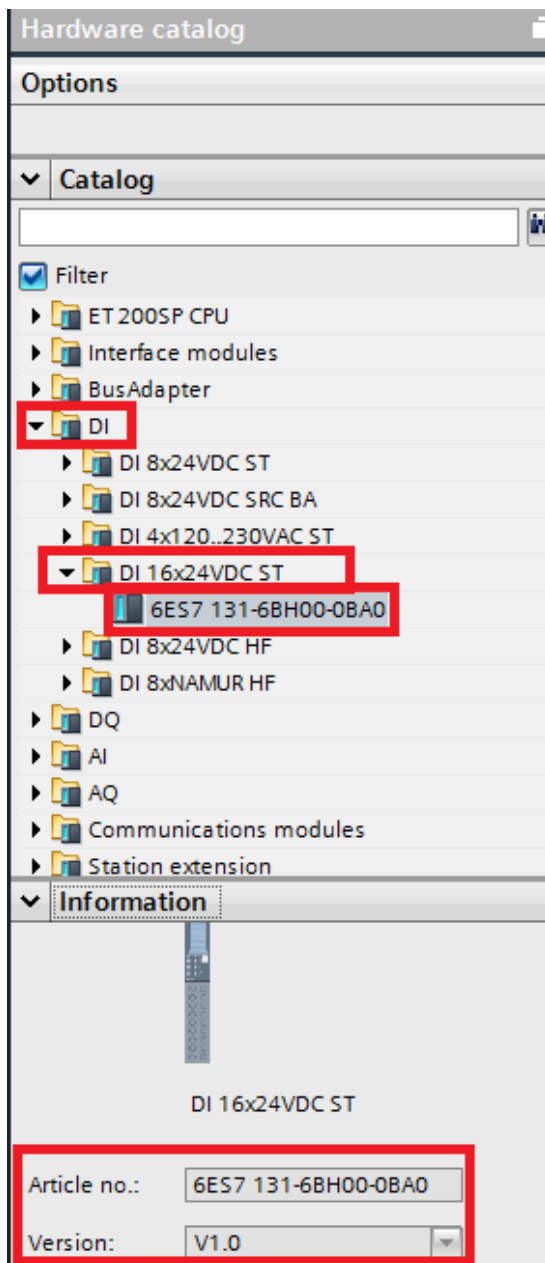 Hardware catalog
Options
Catalog
Filter
ET 200SP CPU
Interface modules
BusAdapter
DI
DI 8x24VDC ST
DI 8x24VDC SRC BA
DI 4x120..230VAC ST
DI 16x24VDC ST
6ES7 131-6BH00-0BA0
DI 8x24VDC HF
DI 8xNAMUR HF
DQ
AI
AQ
Communications modules
Station extension
Information
DI 16x24VDC ST
Article no.: 6ES7 131-6BH00-0BA0
Version: V1.0